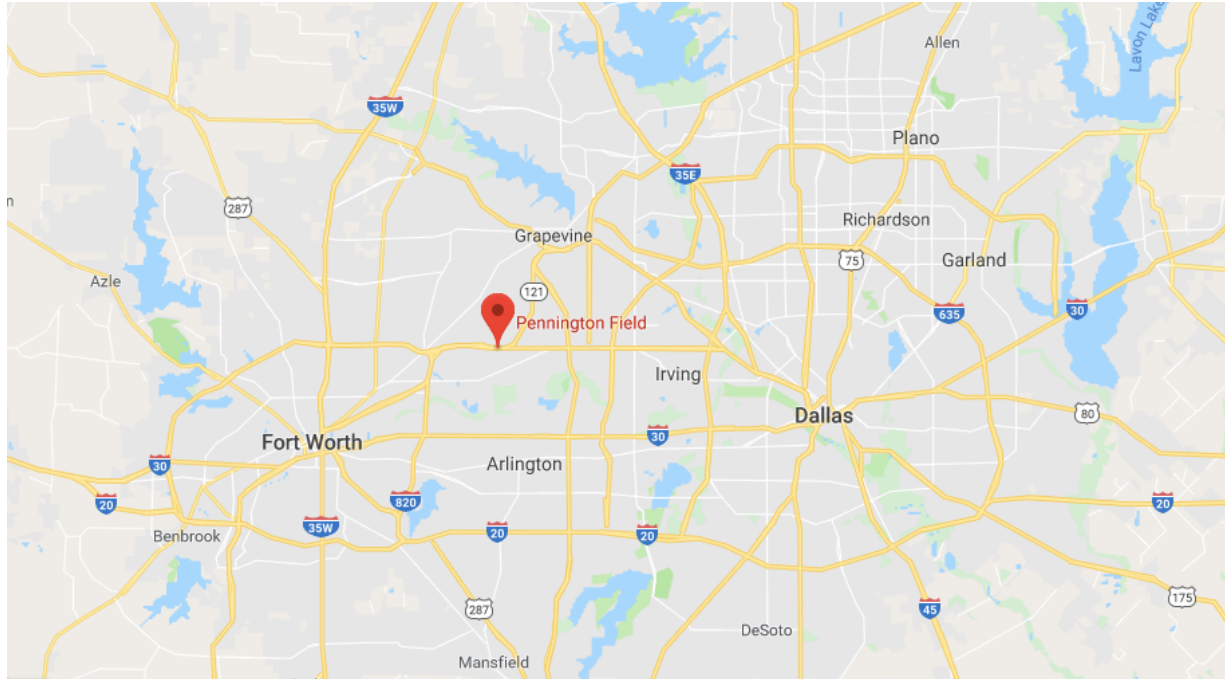 Allen
Lavon Lake
35W
Plano
35E
287
n
Richardson
Grapevine
75
Garland
Azle
121
635
30
Pennington Field
Irving
Dallas
80
Fort Worth
30
30
Arlington
20
820
20
35W
20
20
Benbrook
175
287
45
DeSoto
Mansfield